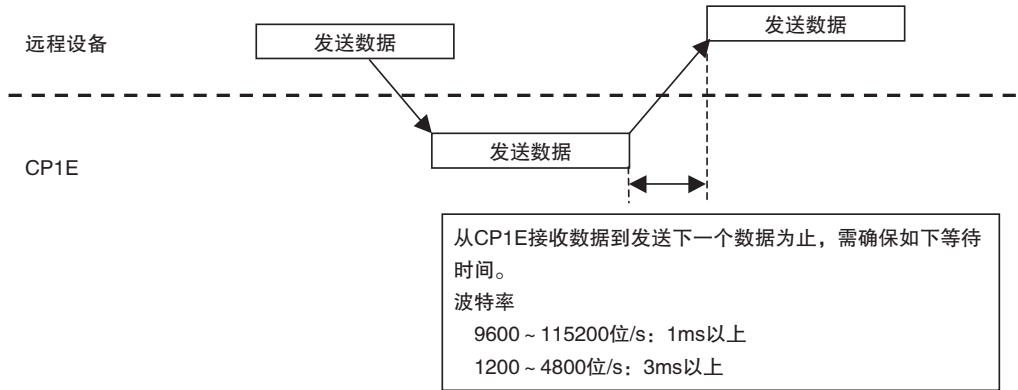 远程设备
发送数据
发送数据
CP1E
发送数据
从CP1E接收数据到发送下一个数据为止，需确保如下等待
时间。
波特率
9600～115200位/s：1ms以上
1200～4800位/s：3ms以上